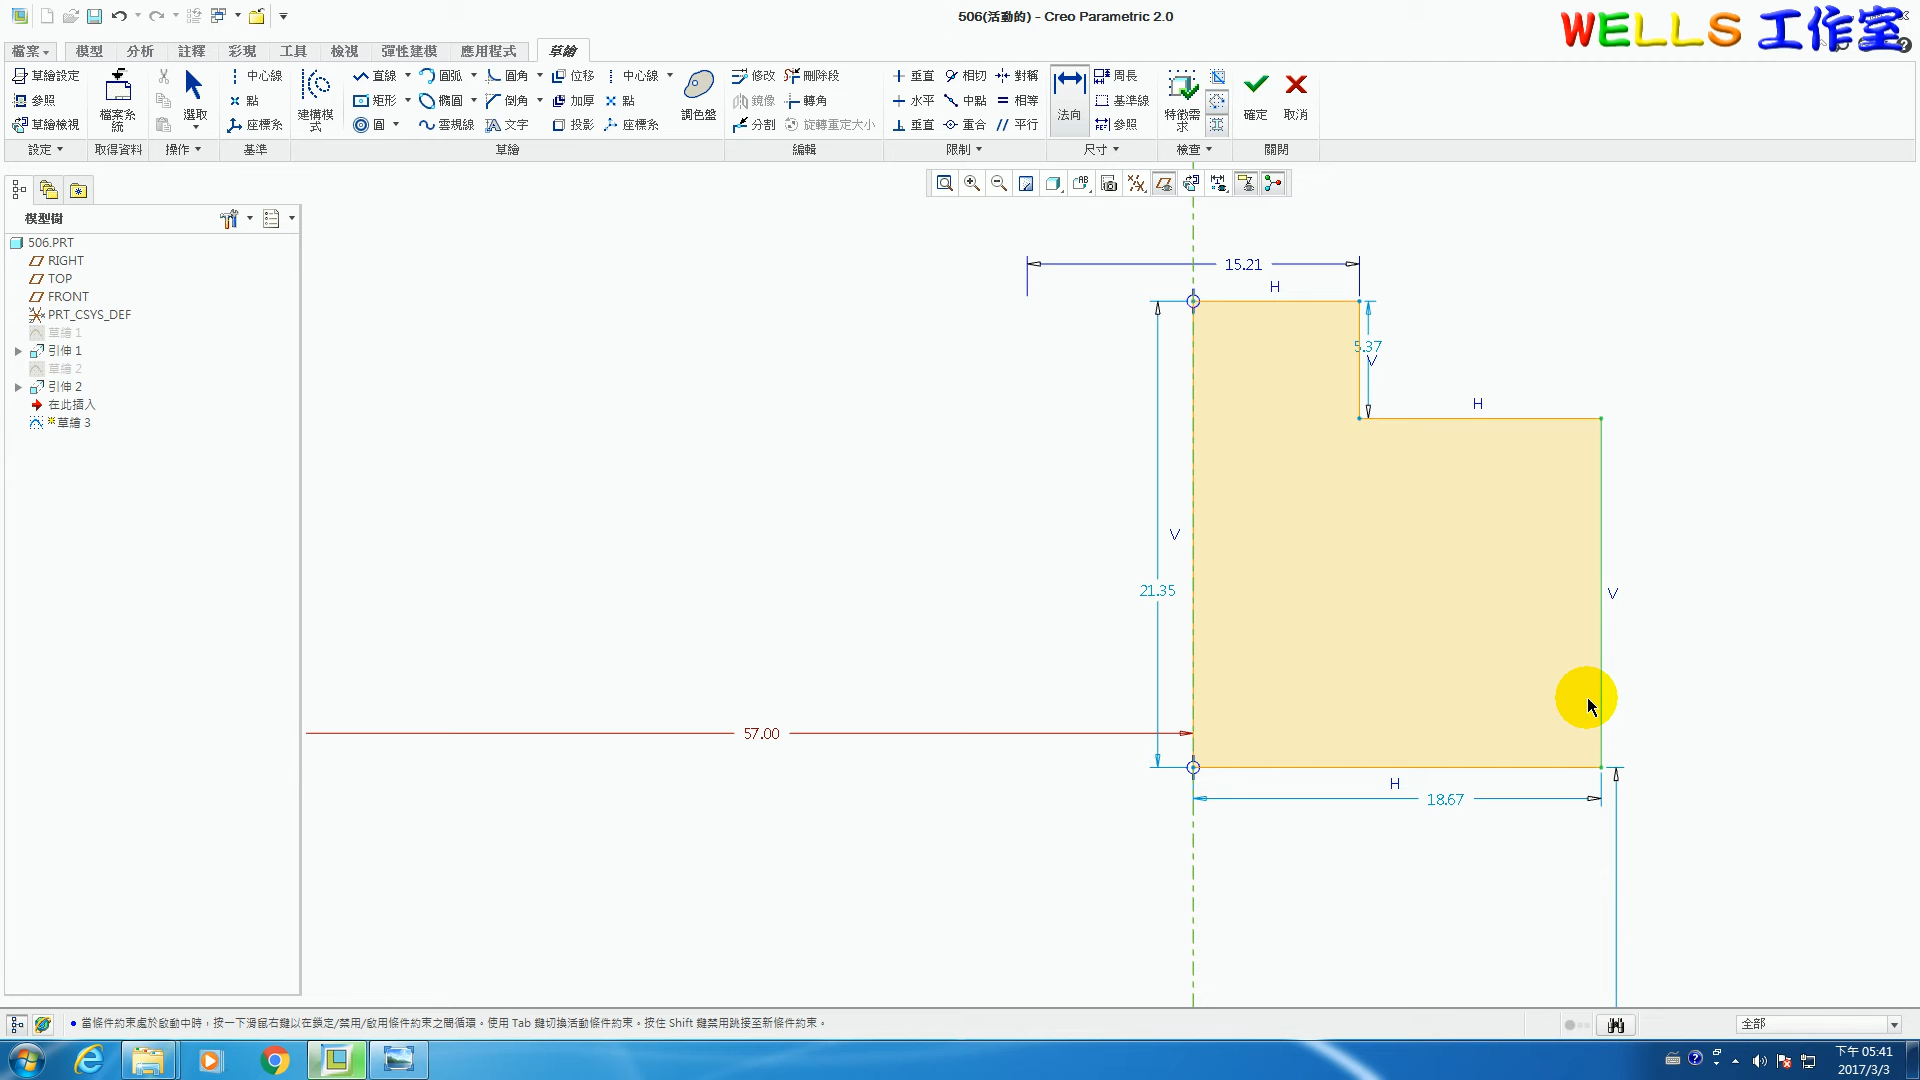 506(活動的) - Creo Parametric 2.0
WELLS 工作室
檔案 模型 分析 註釋 彩現 工具 檢視 彈性建模 應用程式 草繪
草繪設定 參照 草繪檢視
檔案系統
選取
中心線 點 座標系
建構模式
直線 弧 圓角 位移 中心線
矩形 橢圓 倒角 加厚 點
圓 雲規線 文字 投影 座標系
調色盤
修改 刪除段
鏡像 轉角
分割 旋轉重定大小
垂直 相切 對稱
水平 中點 相等
垂直 重合 平行
法向
周長 基準線 參照
特徵需求
確定 取消
設定 取得資料 操作 基準 草繪 編輯 限制 尺寸 檢查 關閉
模型樹
506.PRT
RIGHT
TOP
FRONT
PRT_CSYS_DEF
草繪 1
引伸 1
草繪 2
引伸 2
在此插入
草繪 3
15.21
H
5.37
V
H
V
21.35
V
57.00
H
18.67
當條件約束處於啟動中時，按一下滑鼠右鍵以在鎖定/禁用/啟用條件約束之間循環。使用 Tab 鍵切換活動條件約束。按住 Shift 鍵禁用跳接至新條件約束。
全部
下午 05:41
2017/3/3